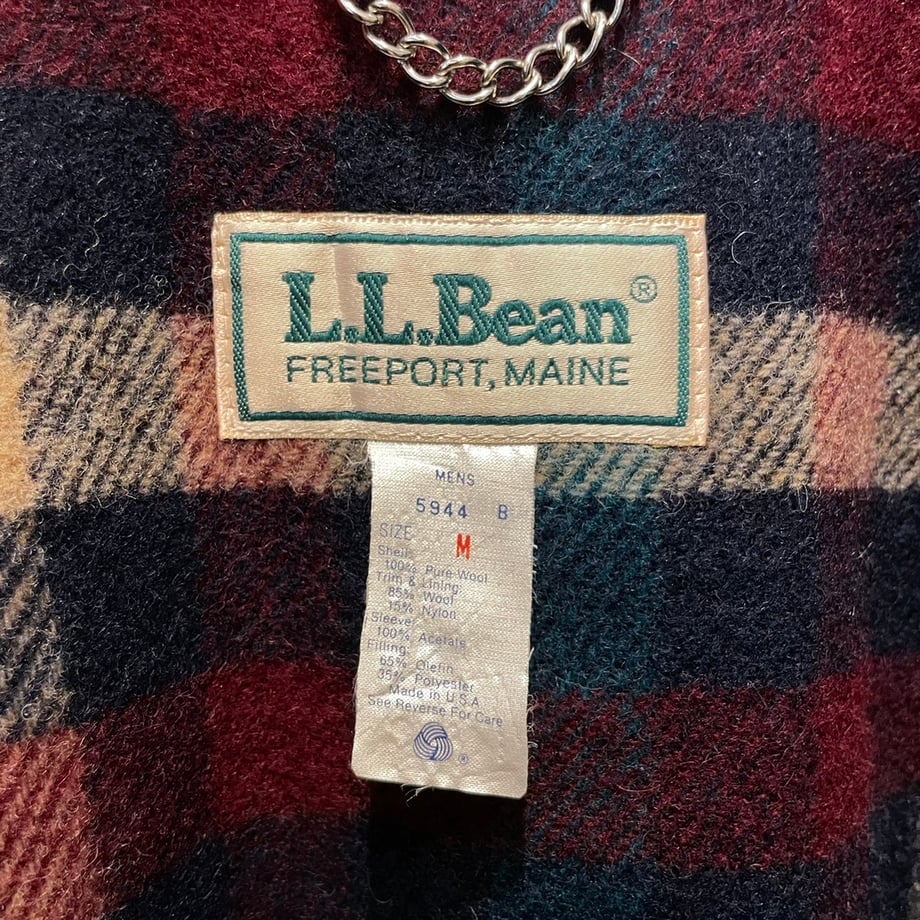 L.L.Bean®
FREEPORT, MAINE
MENS
5944 B
SIZE M
Shell:
100% Pure Wool
Trim & Lining:
85% Wool
15% Nylon
Sleeve:
100% Acetate
Filling:
65% Olefin
35% Polyester
Made in U.S.A
See Reverse For Care
®